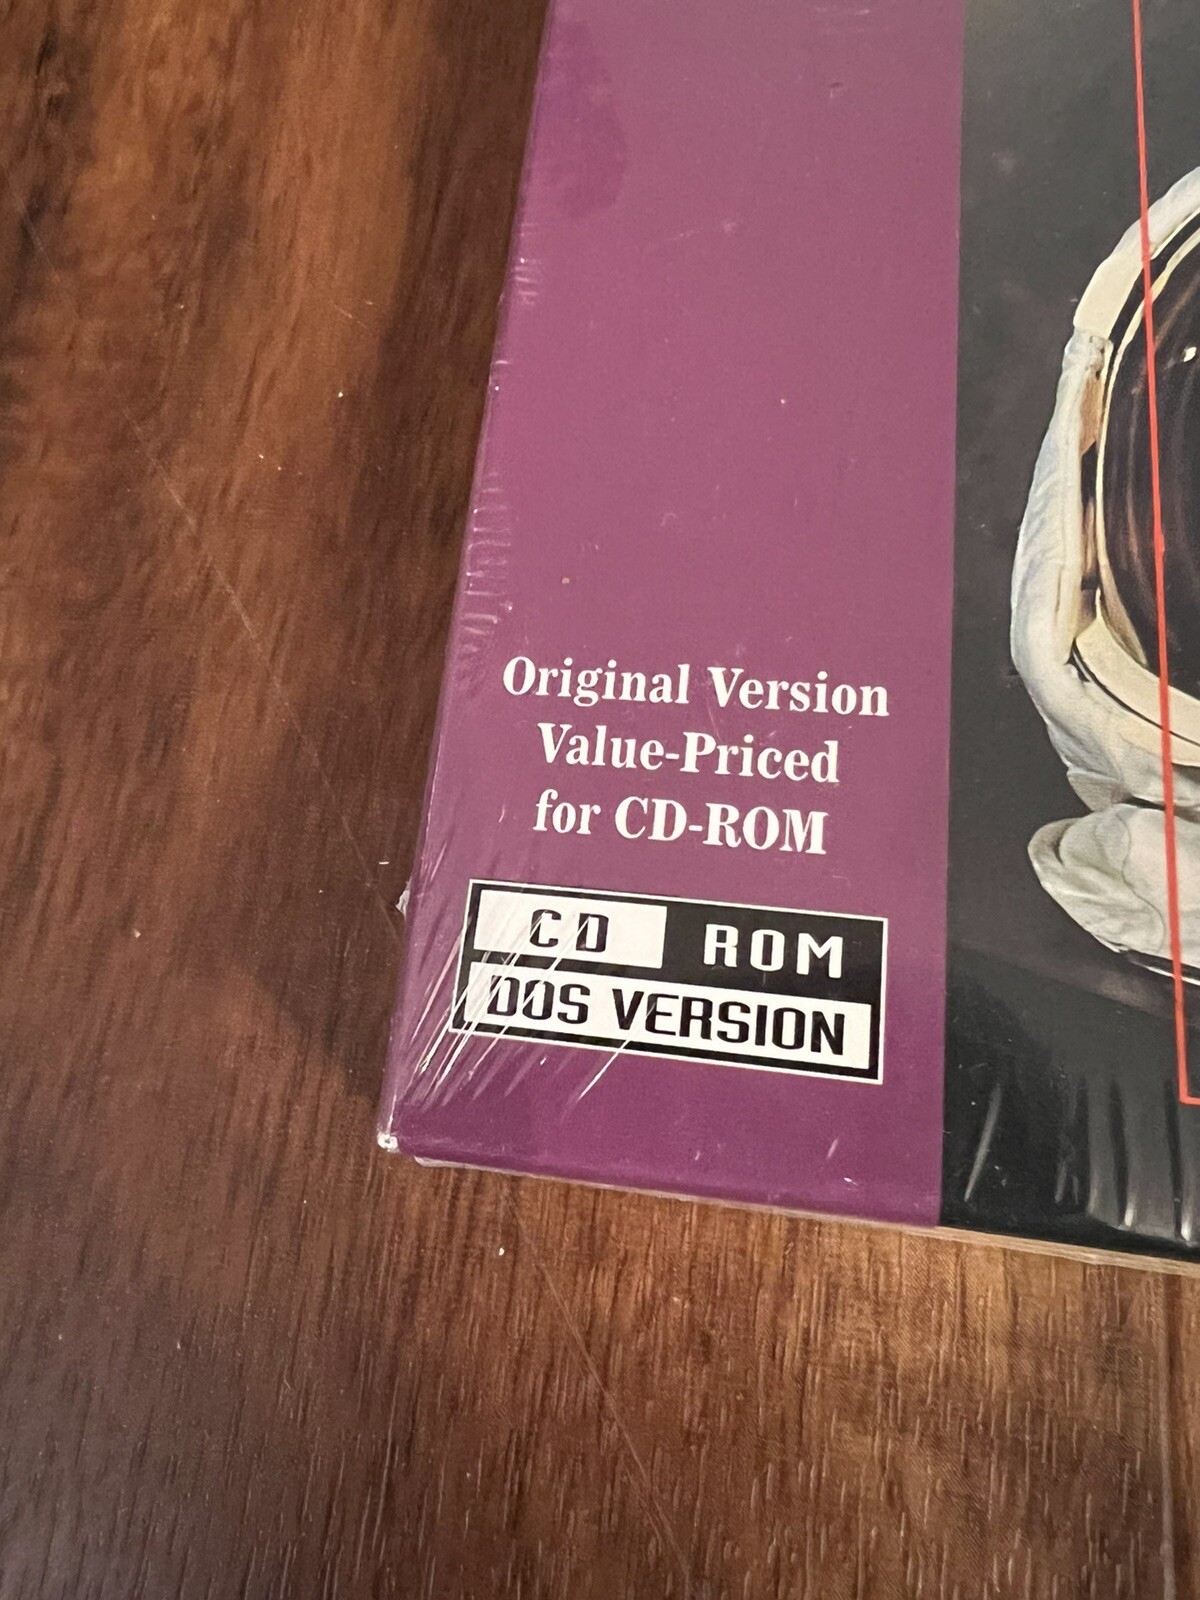 Original Version
Value-Priced
for CD-ROM
CD ROM
DOS VERSION